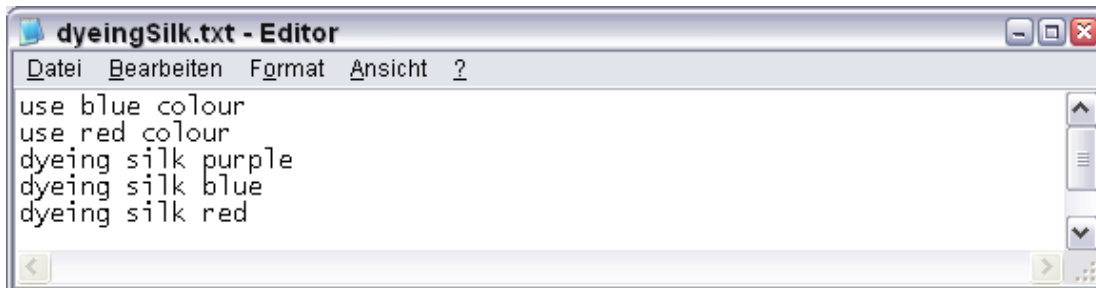 dyeingSilk.txt - Editor
Datei Bearbeiten Format Ansicht ?
use blue colour
use red colour
dyeing silk purple
dyeing silk blue
dyeing silk red